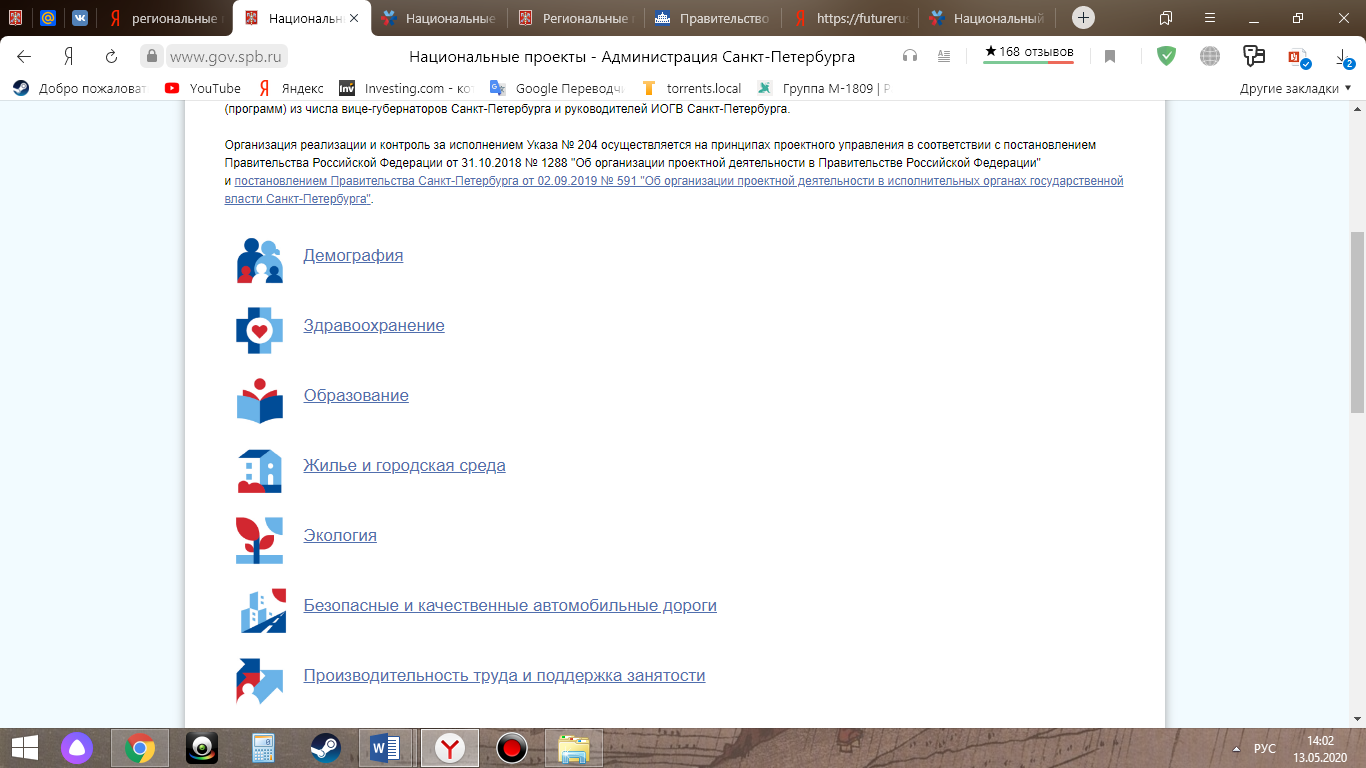 региональные
Национальн
Национальные
Региональные
Правительство
https://futureru
Национальный
www.gov.spb.ru
Национальные проекты - Администрация Санкт-Петербурга
★168 отзывов
Добро пожаловат
YouTube
Яндекс
Investing.com - кот
Google Переводчи
torrents.local
Группа М-1809 | Р
Другие закладки
(программ) из числа вице-губернаторов Санкт-Петербурга и руководителей ИОГВ Санкт-Петербурга.
Организация реализации и контроль за исполнением Указа № 204 осуществляется на принципах проектного управления в соответствии с постановлением
Правительства Российской Федерации от 31.10.2018 № 1288 "Об организации проектной деятельности в Правительстве Российской Федерации"
и постановлением Правительства Санкт-Петербурга от 02.09.2019 № 591 "Об организации проектной деятельности в исполнительных органах государственной
власти Санкт-Петербурга".
Демография
Здравоохранение
Образование
Жилье и городская среда
Экология
Безопасные и качественные автомобильные дороги
Производительность труда и поддержка занятости
РУС
14:02
13.05.2020